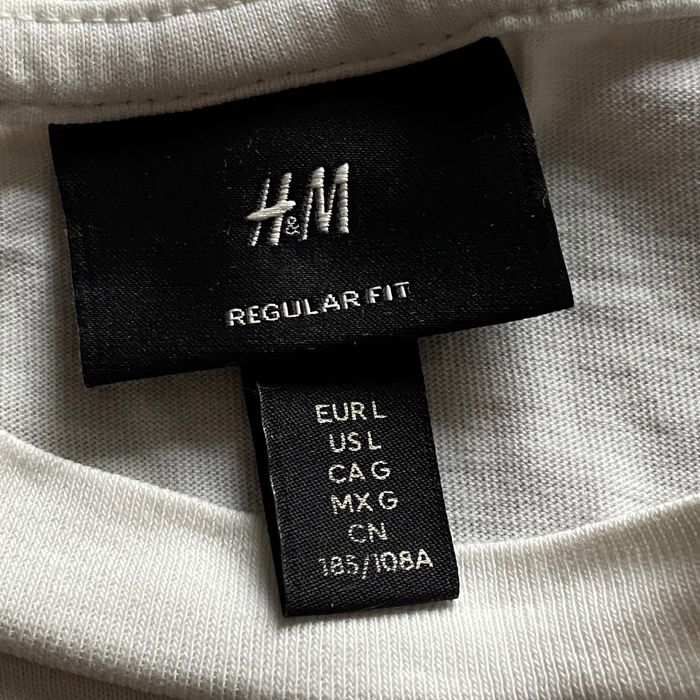 H&M
REGULAR FIT
EUR L
US L
CA G
MX G
CN
185/108A